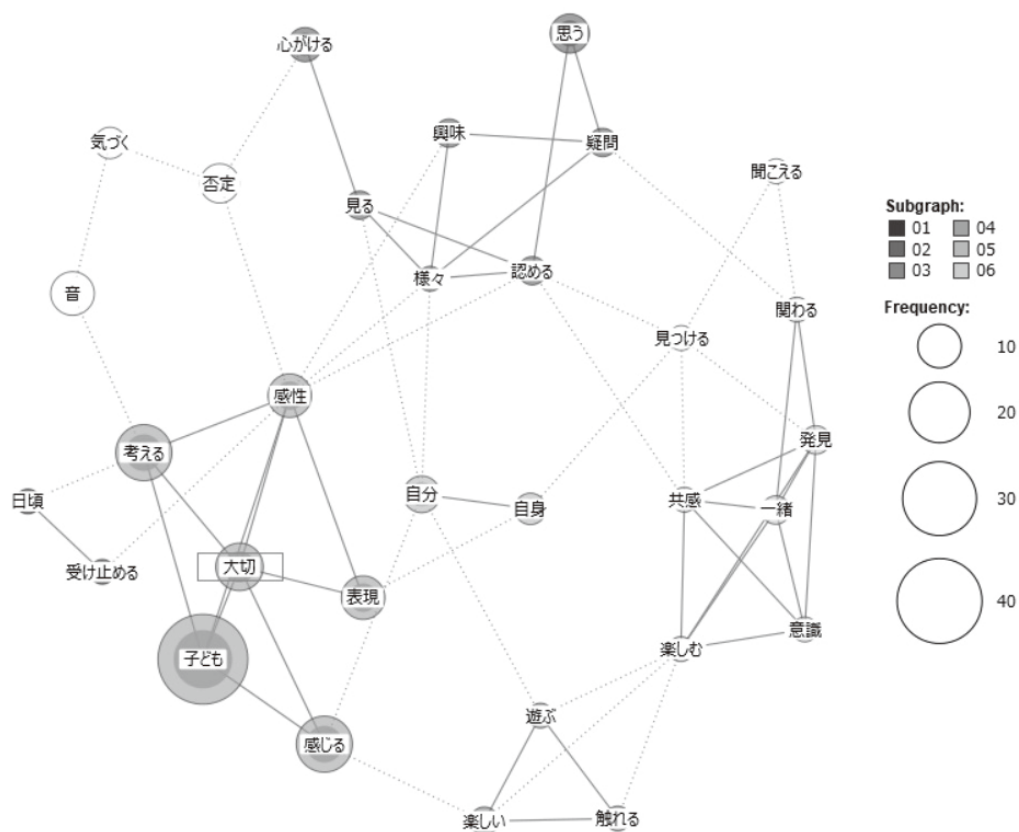 心がける
思う
気づく
興味
疑問
否定
聞こえる
見る
様々
認める
音
関わる
見つける
感性
考える
発見
日頃
自分
自身
共感
一緒
受け止める
大切
表現
子ども
楽しむ
意識
遊ぶ
感じる
楽しい
触れる
Subgraph:
01 04
02 05
03 06
Frequency:
10
20
30
40